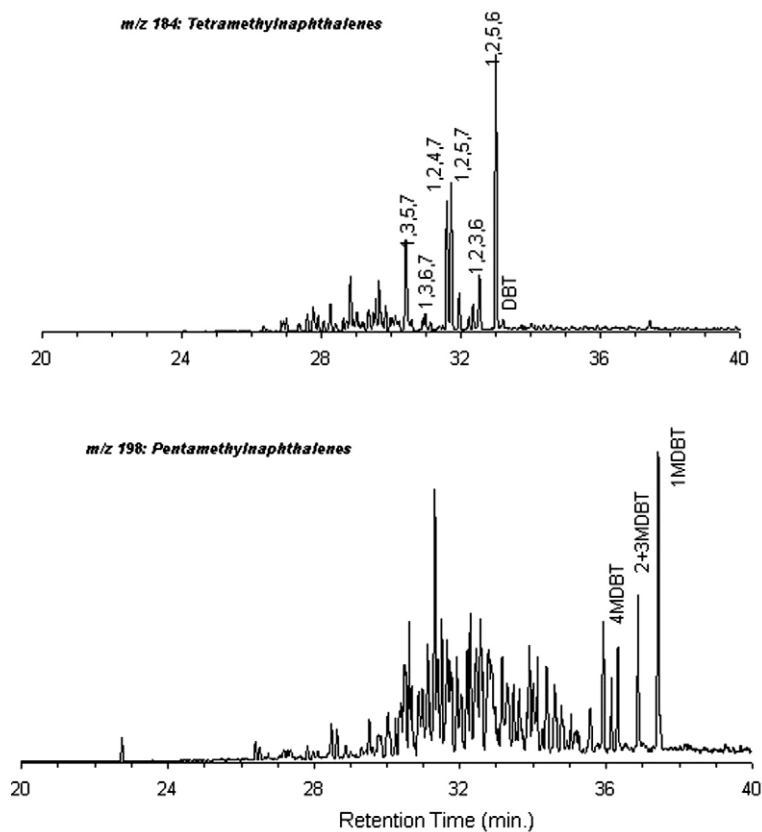 m/z 184: Tetramethylnaphthalenes
1,3,5,7
1,3,6,7
1,2,4,7
1,2,5,7
1,2,3,6
1,2,5,6
DBT
20 24 28 32 36 40
m/z 198: Pentamethylnaphthalenes
4MDBT
2+3MDBT
1MDBT
20 24 28 32 36 40
Retention Time (min.)